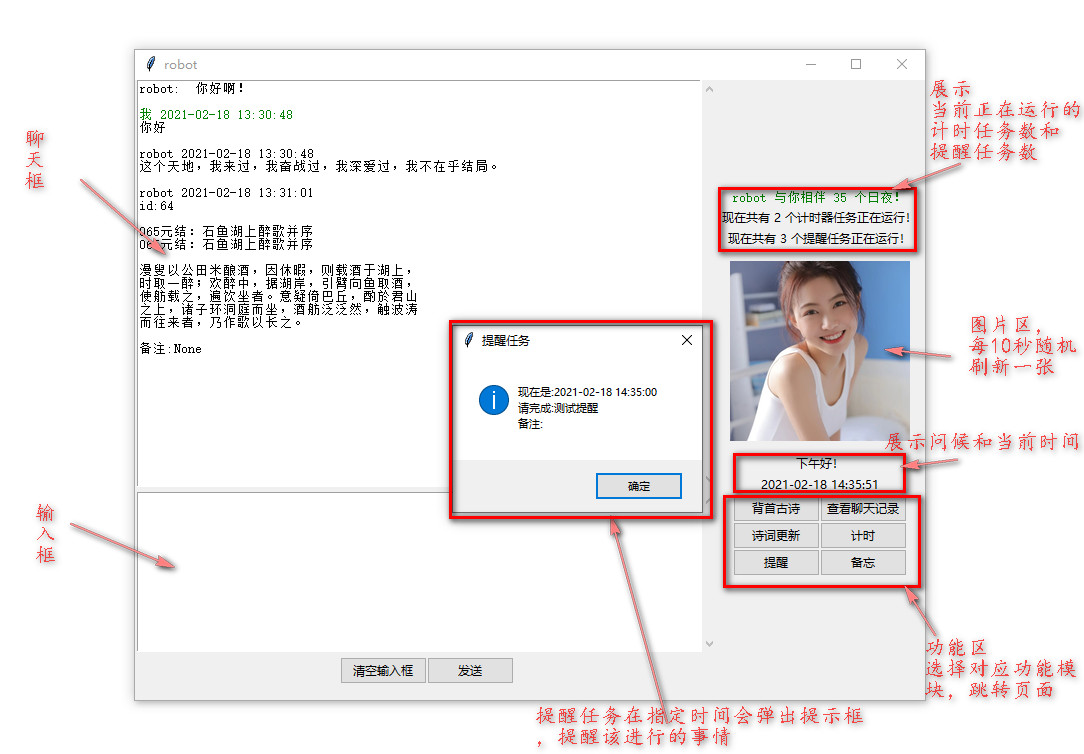 robot
robot:  你好啊!
我 2021-02-18 13:30:48
你好
robot 2021-02-18 13:30:48
这个天地，我来过，我奋战过，我深爱过，我不在乎结局。
robot 2021-02-18 13:31:01
id:64
065元结：石鱼湖上醉歌并序
065元结：石鱼湖上醉歌并序
漫叟以公田米酿酒，因休暇，则载酒于湖上，
时取一醉；欢醉中，据湖岸，引臂向鱼取酒，
使舫载之，遍饮坐者。意疑倚巴丘，酌於君山
之上，诸子环洞庭而坐，酒舫泛泛然，触波涛
而往来者，乃作歌以长之。
备注:None
提醒任务
现在是:2021-02-18 14:35:00
请完成:测试提醒
备注:
确定
robot 与你相伴 35 个日夜!
现在共有 2 个计时器任务正在运行!
现在共有 3 个提醒任务正在运行!
下午好!
2021-02-18 14:35:51
背首古诗 查看聊天记录
诗词更新 计时
提醒 备忘
清空输入框 发送
聊
天
框
输
入
框
展示
当前正在运行的
计时任务数和
提醒任务数
图片区，
每10秒随机
刷新一张
展示问候和当前时间
功能区
选择对应功能模
块，跳转页面
提醒任务在指定时间会弹出提示框
，提醒该进行的事情